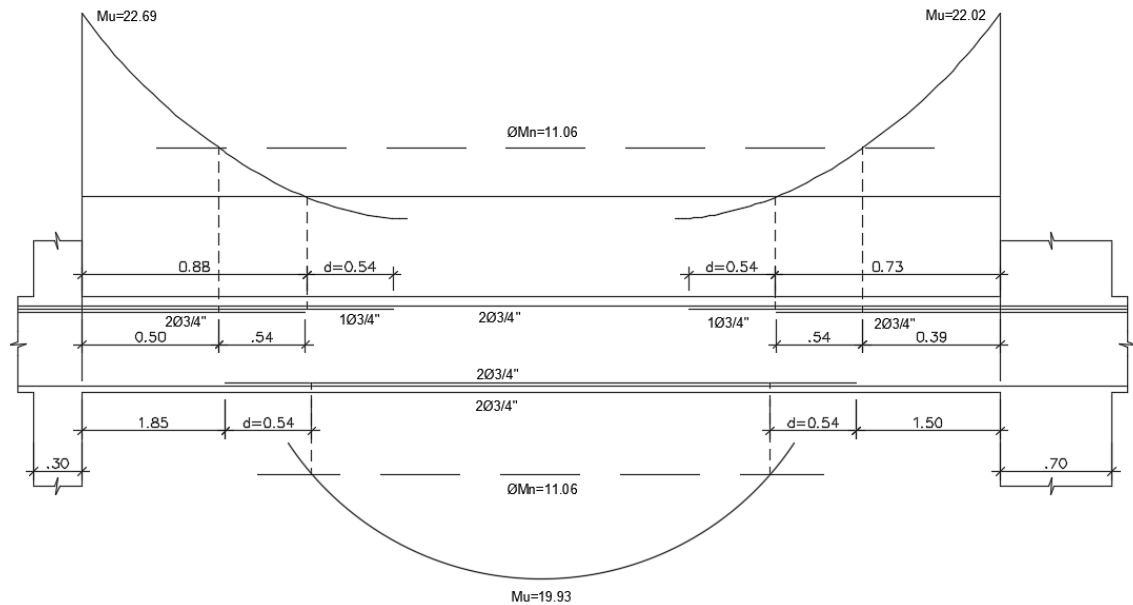 Mu=22.69
Mu=22.02
ØMn=11.06
0.88
d=0.54
d=0.54
0.73
2Ø3/4"
1Ø3/4"
2Ø3/4"
1Ø3/4"
2Ø3/4"
0.50
.54
.54
0.39
2Ø3/4"
2Ø3/4"
1.85
d=0.54
d=0.54
1.50
.30
.70
ØMn=11.06
Mu=19.93